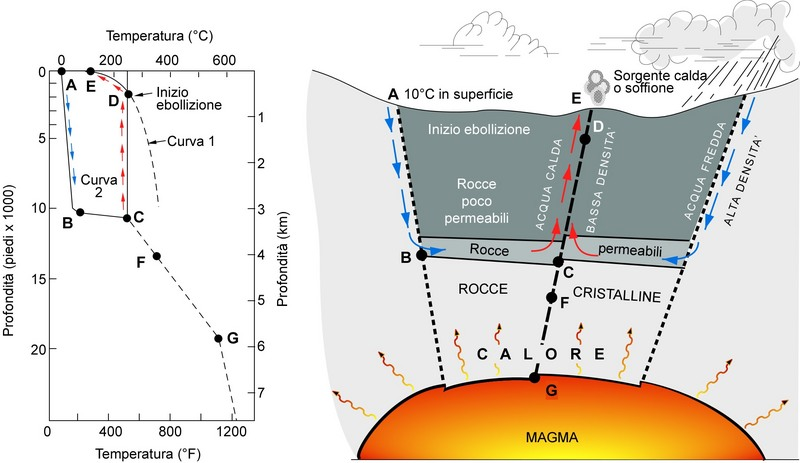 Temperatura (°C)
0 200 400 600
0
5
10
15
20
Profondità (piedi x 1000)
A
E
D
Inizio
ebollizione
Curva 1
Curva
2
B
C
F
G
1
2
3
4
5
6
7
Profondità (km)
0 400 800 1200
Temperatura (°F)
Sorgente calda
o soffione
A 10°C in superficie
E
D
Inizio ebollizione
Rocce
poco
permeabili
ACQUA CALDA
BASSA DENSITA'
ACQUA FREDDA
ALTA DENSITA'
B
Rocce
permeabili
C
ROCCE
F
CRISTALLINE
CALORE
G
MAGMA